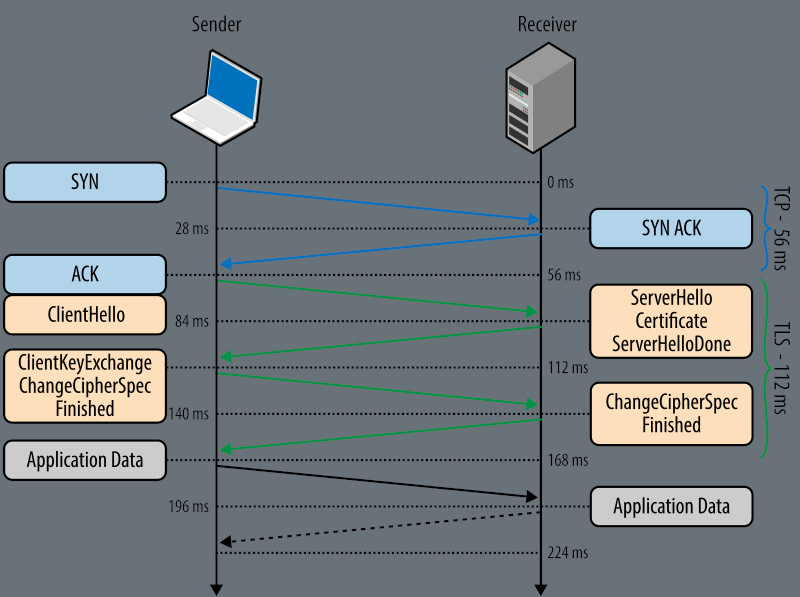 Sender
Receiver
SYN
0 ms
28 ms
SYN ACK
TCP - 56 ms
ACK
56 ms
ClientHello
84 ms
ServerHello
Certificate
ServerHelloDone
TLS - 112 ms
ClientKeyExchange
ChangeCipherSpec
Finished
112 ms
140 ms
ChangeCipherSpec
Finished
Application Data
168 ms
196 ms
Application Data
224 ms